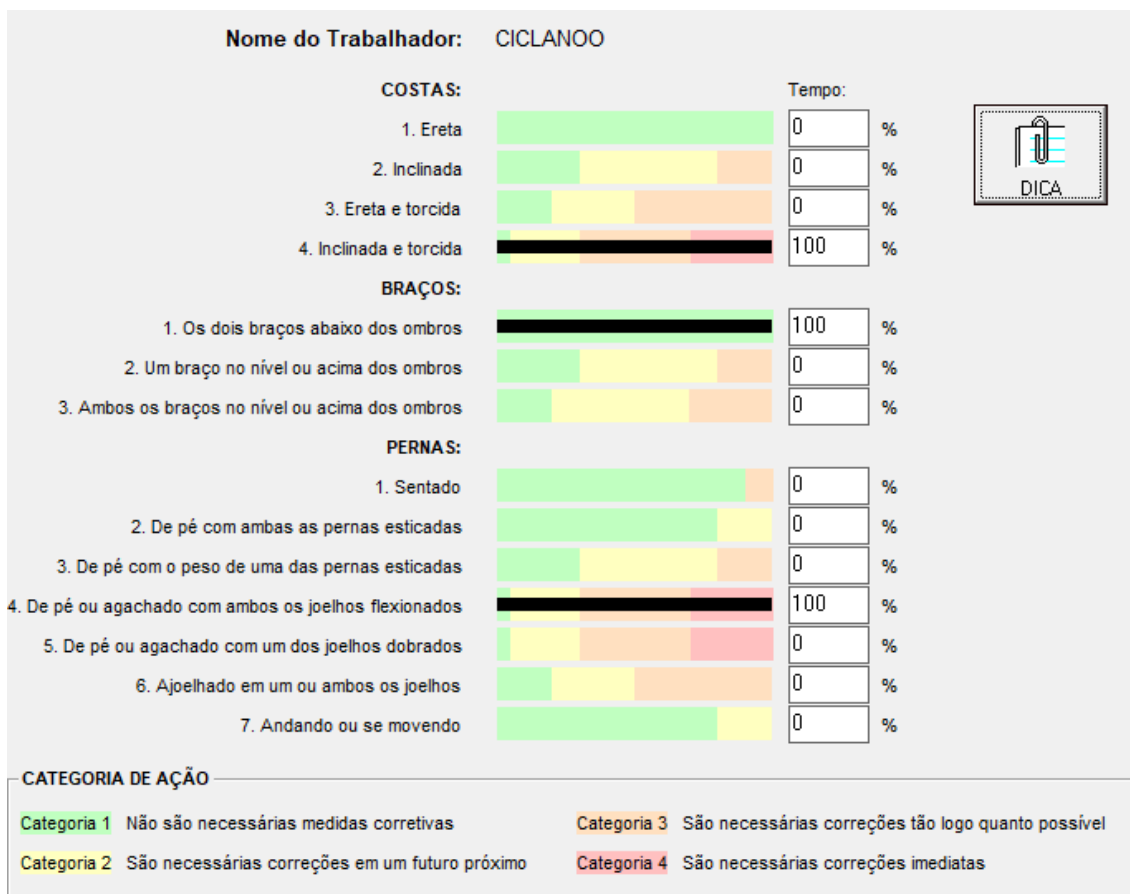 Nome do Trabalhador: CICLANOO
COSTAS: Tempo:
1. Ereta 0 %
2. Inclinada 0 %
3. Ereta e torcida 0 %
4. Inclinada e torcida 100 %
DICA
BRAÇOS:
1. Os dois braços abaixo dos ombros 100 %
2. Um braço no nível ou acima dos ombros 0 %
3. Ambos os braços no nível ou acima dos ombros 0 %
PERNAS:
1. Sentado 0 %
2. De pé com ambas as pernas esticadas 0 %
3. De pé com o peso de uma das pernas esticadas 0 %
4. De pé ou agachado com ambos os joelhos flexionados 100 %
5. De pé ou agachado com um dos joelhos dobrados 0 %
6. Ajoelhado em um ou ambos os joelhos 0 %
7. Andando ou se movendo 0 %
CATEGORIA DE AÇÃO
Categoria 1 Não são necessárias medidas corretivas Categoria 3 São necessárias correções tão logo quanto possível
Categoria 2 São necessárias correções em um futuro próximo Categoria 4 São necessárias correções imediatas